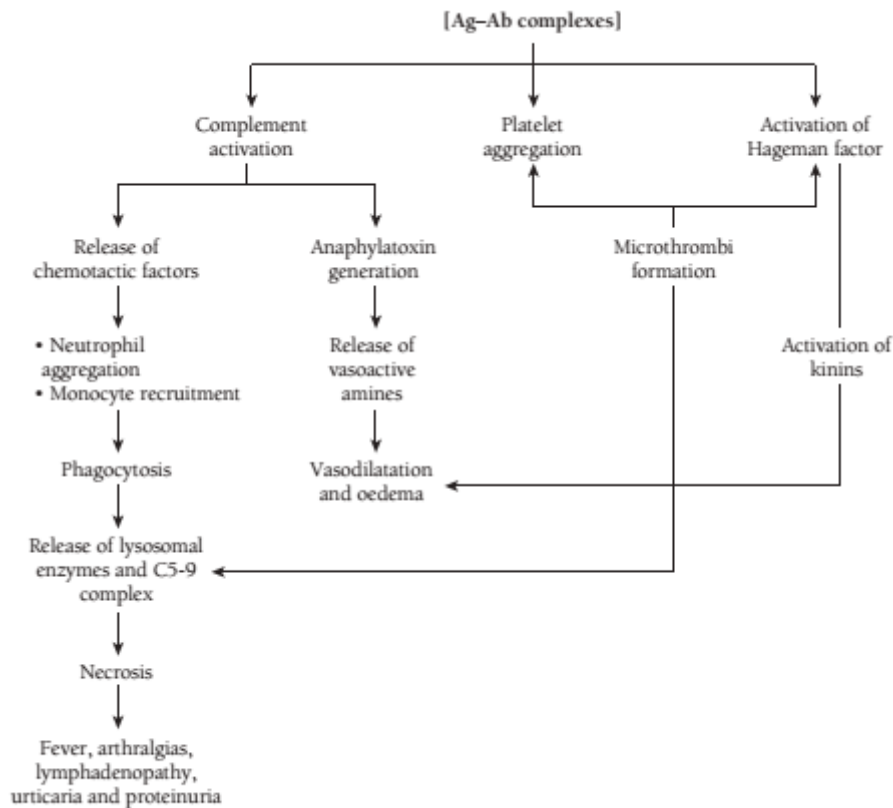 [Ag–Ab complexes]
Complement
activation
Platelet
aggregation
Activation of
Hageman factor
Release of
chemotactic factors
Anaphylatoxin
generation
Microthrombi
formation
• Neutrophil
aggregation
• Monocyte recruitment
Release of
vasoactive
amines
Activation of
kinins
Phagocytosis
Vasodilatation
and oedema
Release of lysosomal
enzymes and C5-9
complex
Necrosis
Fever, arthralgias,
lymphadenopathy,
urticaria and proteinuria